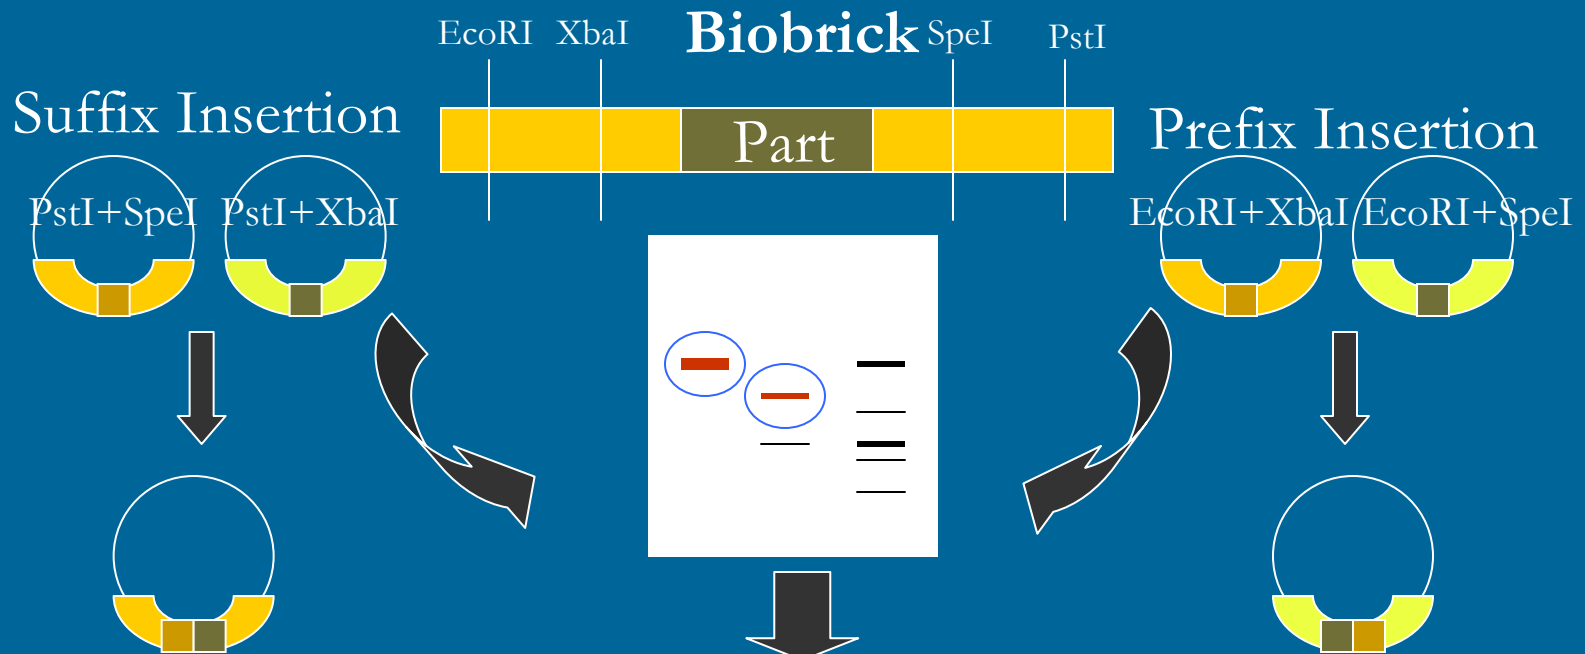 EcoRI XbaI Biobrick SpeI PstI
Suffix Insertion
Part
Prefix Insertion
PstI+SpeI PstI+XbaI
EcoRI+XbaI EcoRI+SpeI